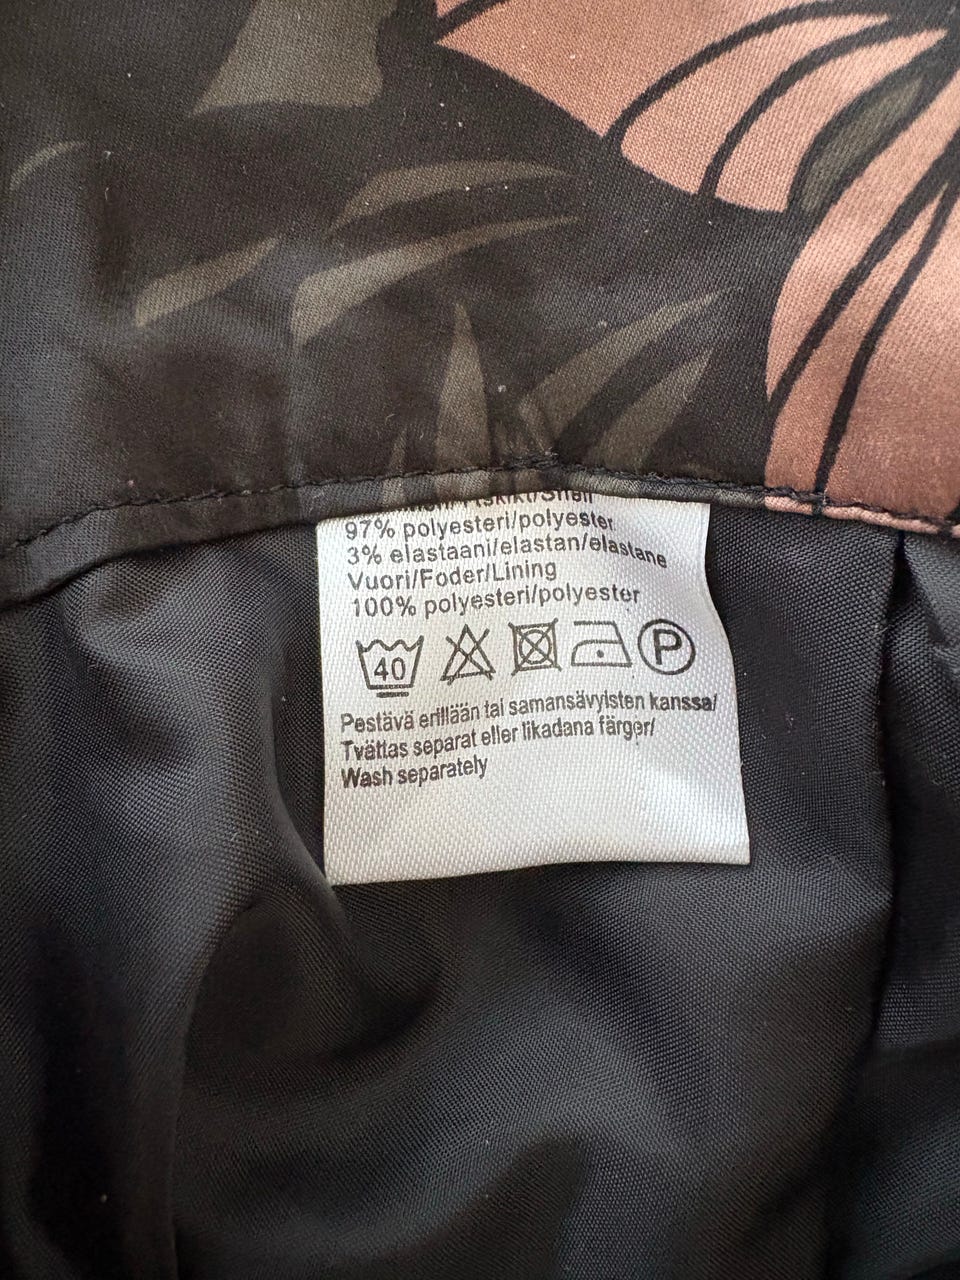 97% polyesteri/polyester
3% elastaani/elastan/elastane
Vuori/Foder/Lining
100% polyesteri/polyester
40 P
Pestävä erillään tai samansävyisten kanssa/
Tvättas separat eller likadana färger/
Wash separately